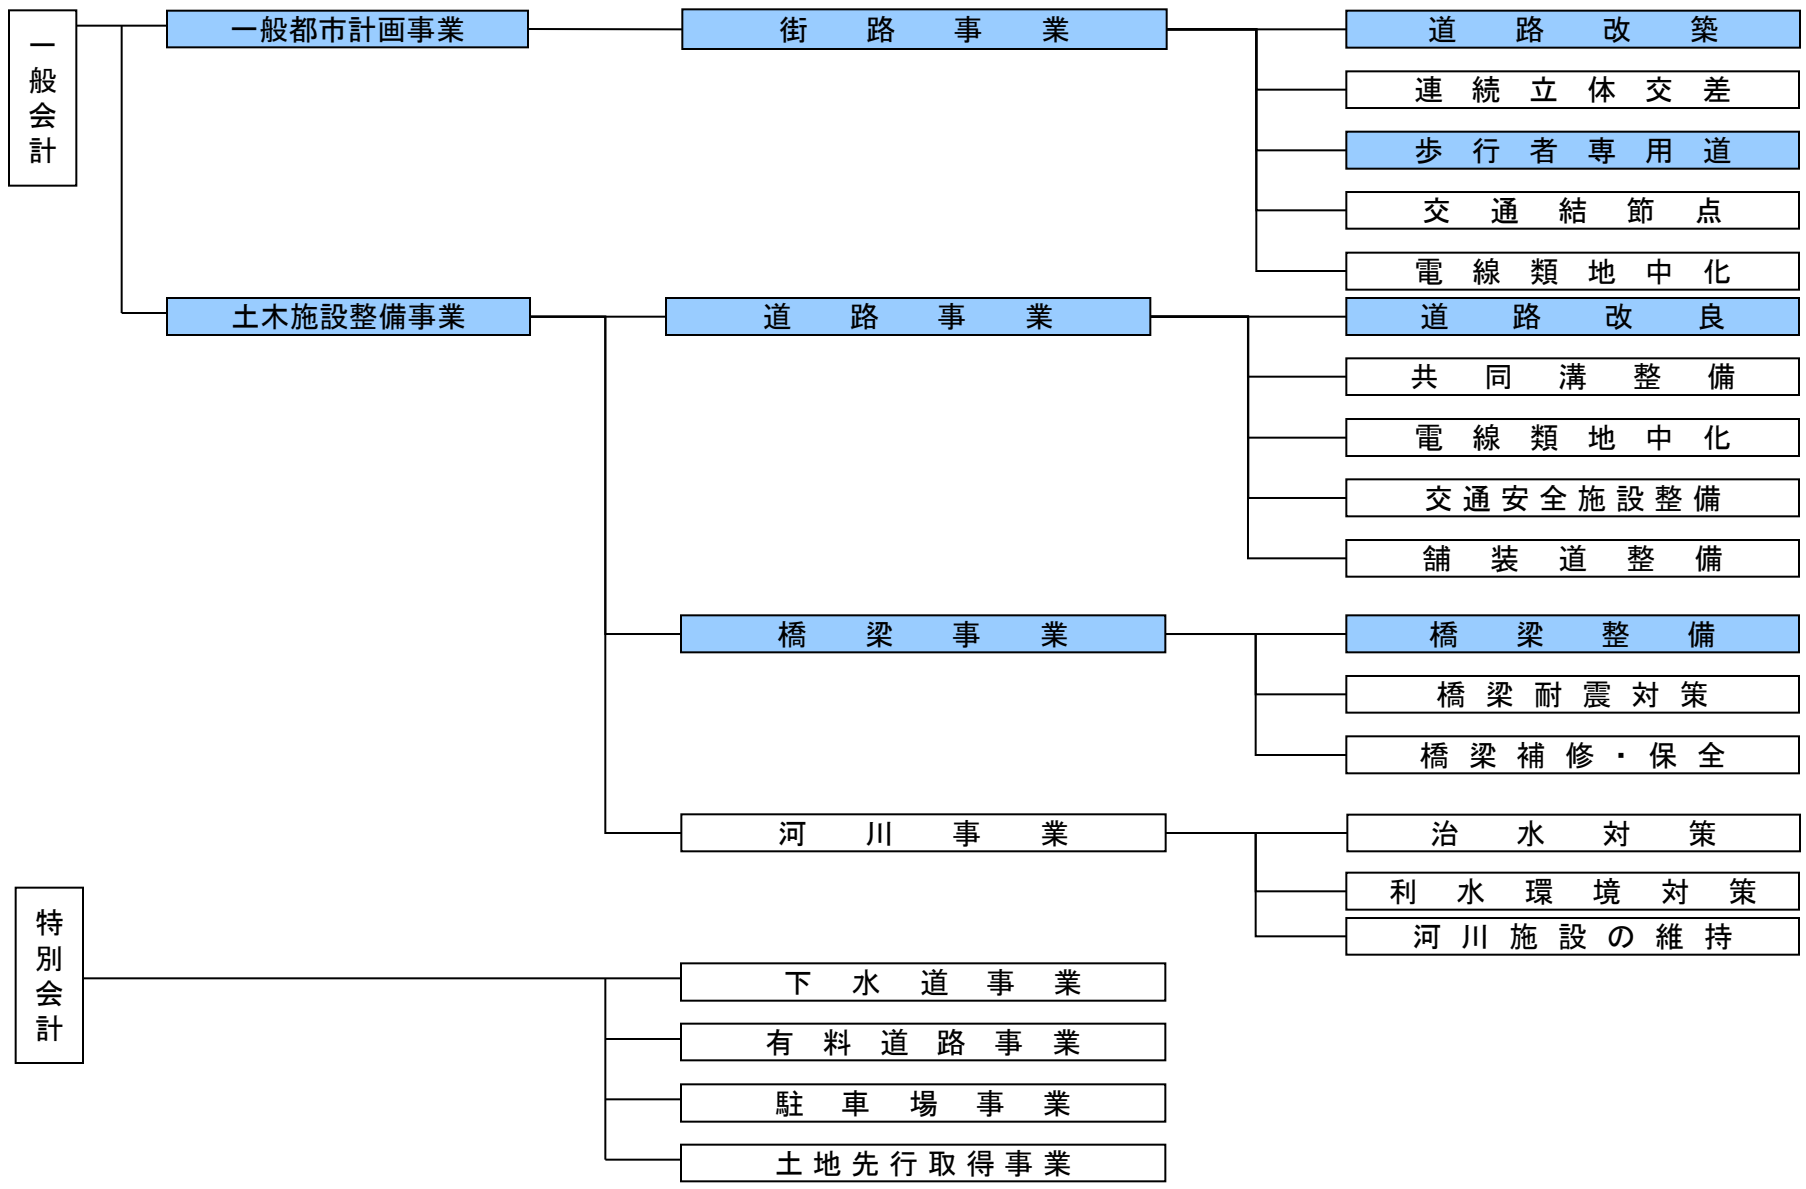 一般会計
一般都市計画事業
街路事業
道路改築
連続立体交差
歩行者専用道
交通結節点
電線類地中化
土木施設整備事業
道路事業
道路改良
共同溝整備
電線類地中化
交通安全施設整備
舗装道整備
橋梁事業
橋梁整備
橋梁耐震対策
橋梁補修・保全
河川事業
治水対策
利水環境対策
河川施設の維持
特別会計
下水道事業
有料道路事業
駐車場事業
土地先行取得事業